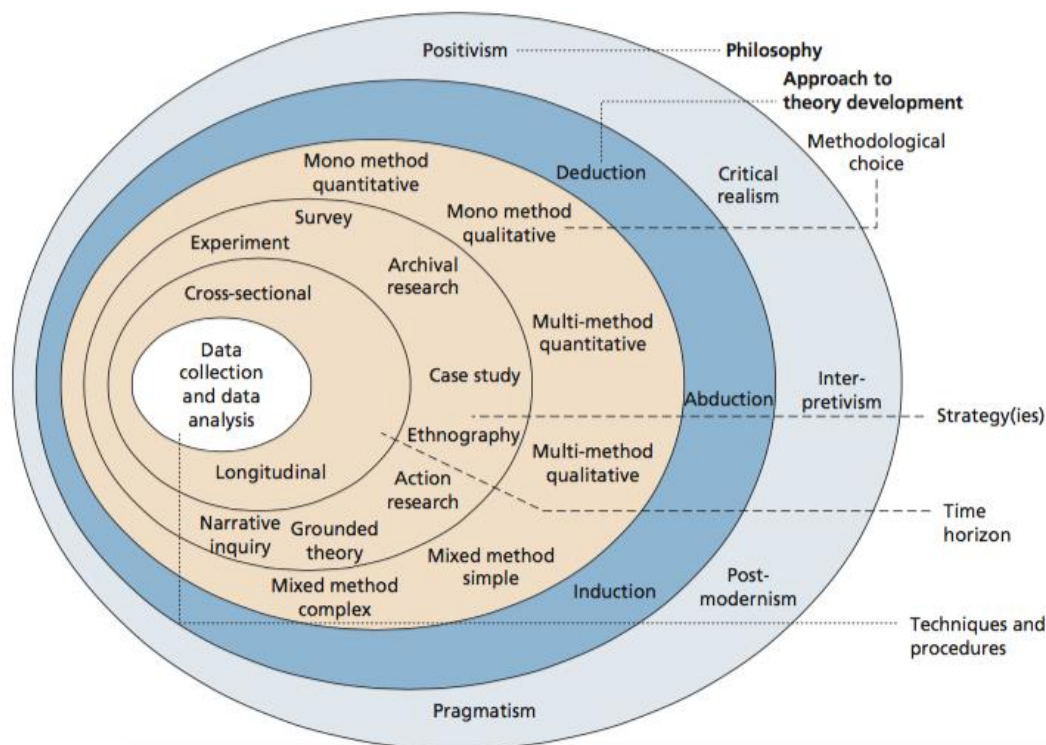 Positivism
Philosophy
Approach to
theory development
Methodological
choice
Mono method
quantitative
Deduction
Critical
realism
Mono method
qualitative
Survey
Experiment
Archival
research
Cross-sectional
Multi-method
quantitative
Data
collection
and data
analysis
Case study
Abduction
Inter-
pretivism
Strategy(ies)
Ethnography
Multi-method
qualitative
Longitudinal
Action
research
Time
horizon
Narrative
inquiry
Grounded
theory
Mixed method
simple
Mixed method
complex
Induction
Post-
modernism
Techniques and
procedures
Pragmatism